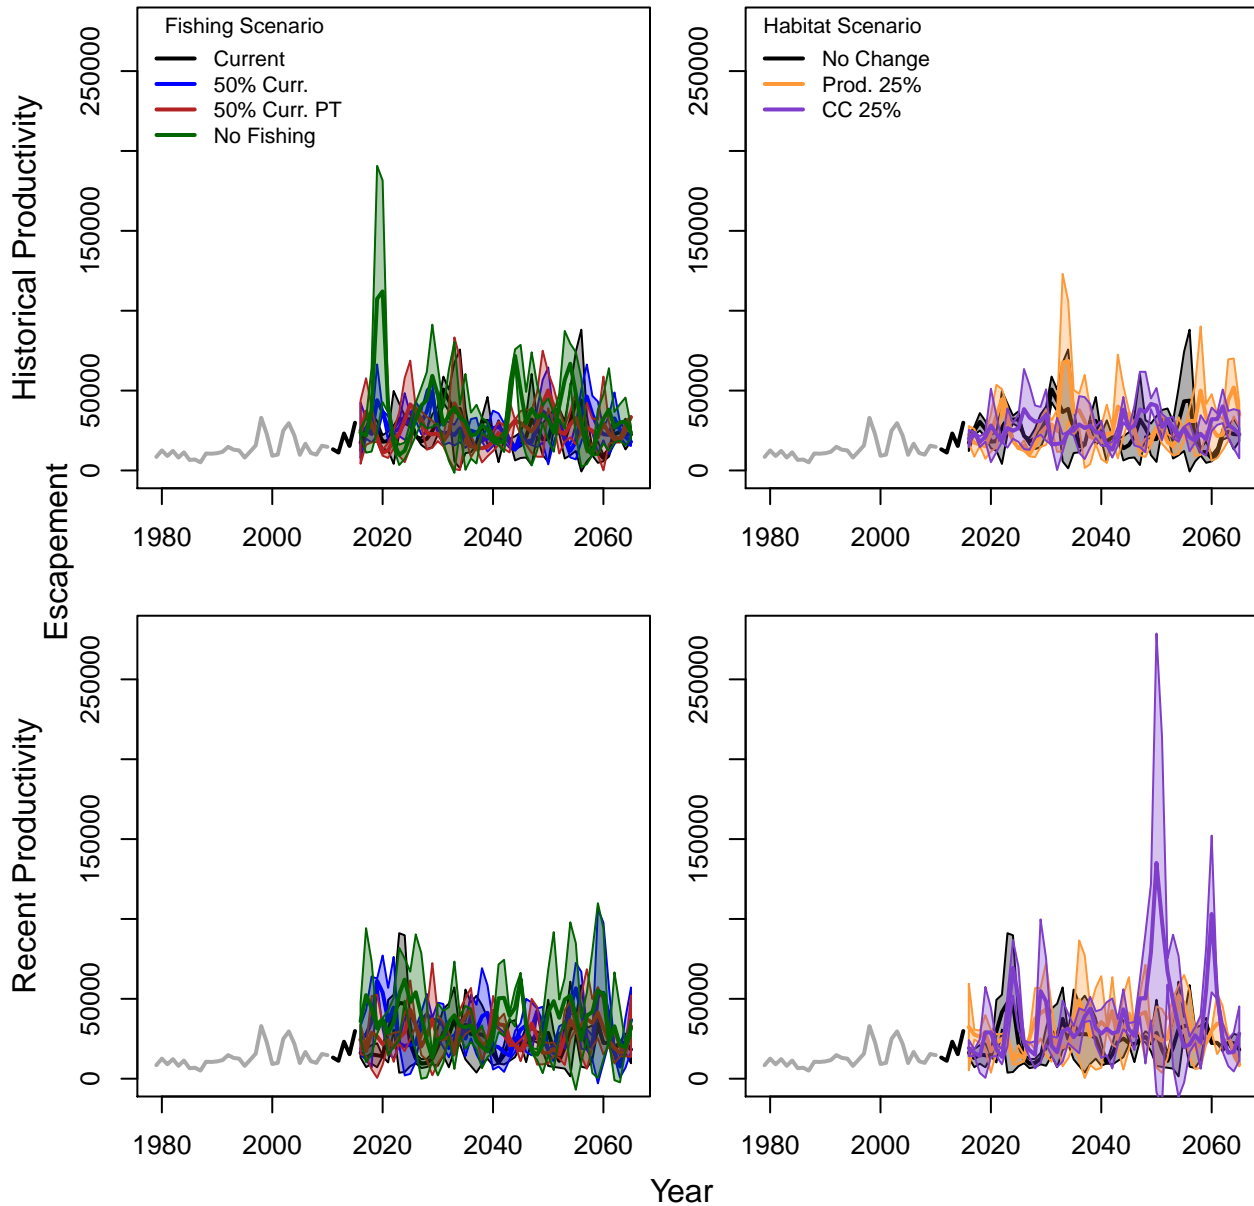 Fishing Scenario
Current
50% Curr.
50% Curr. PT
No Fishing
Habitat Scenario
No Change
Prod. 25%
CC 25%
Historical Productivity
Escapement
Recent Productivity
0 50000 150000 250000
0 50000 150000 250000
1980 2000 2020 2040 2060
1980 2000 2020 2040 2060
0 50000 150000 250000
0 50000 150000 250000
1980 2000 2020 2040 2060
1980 2000 2020 2040 2060
Year